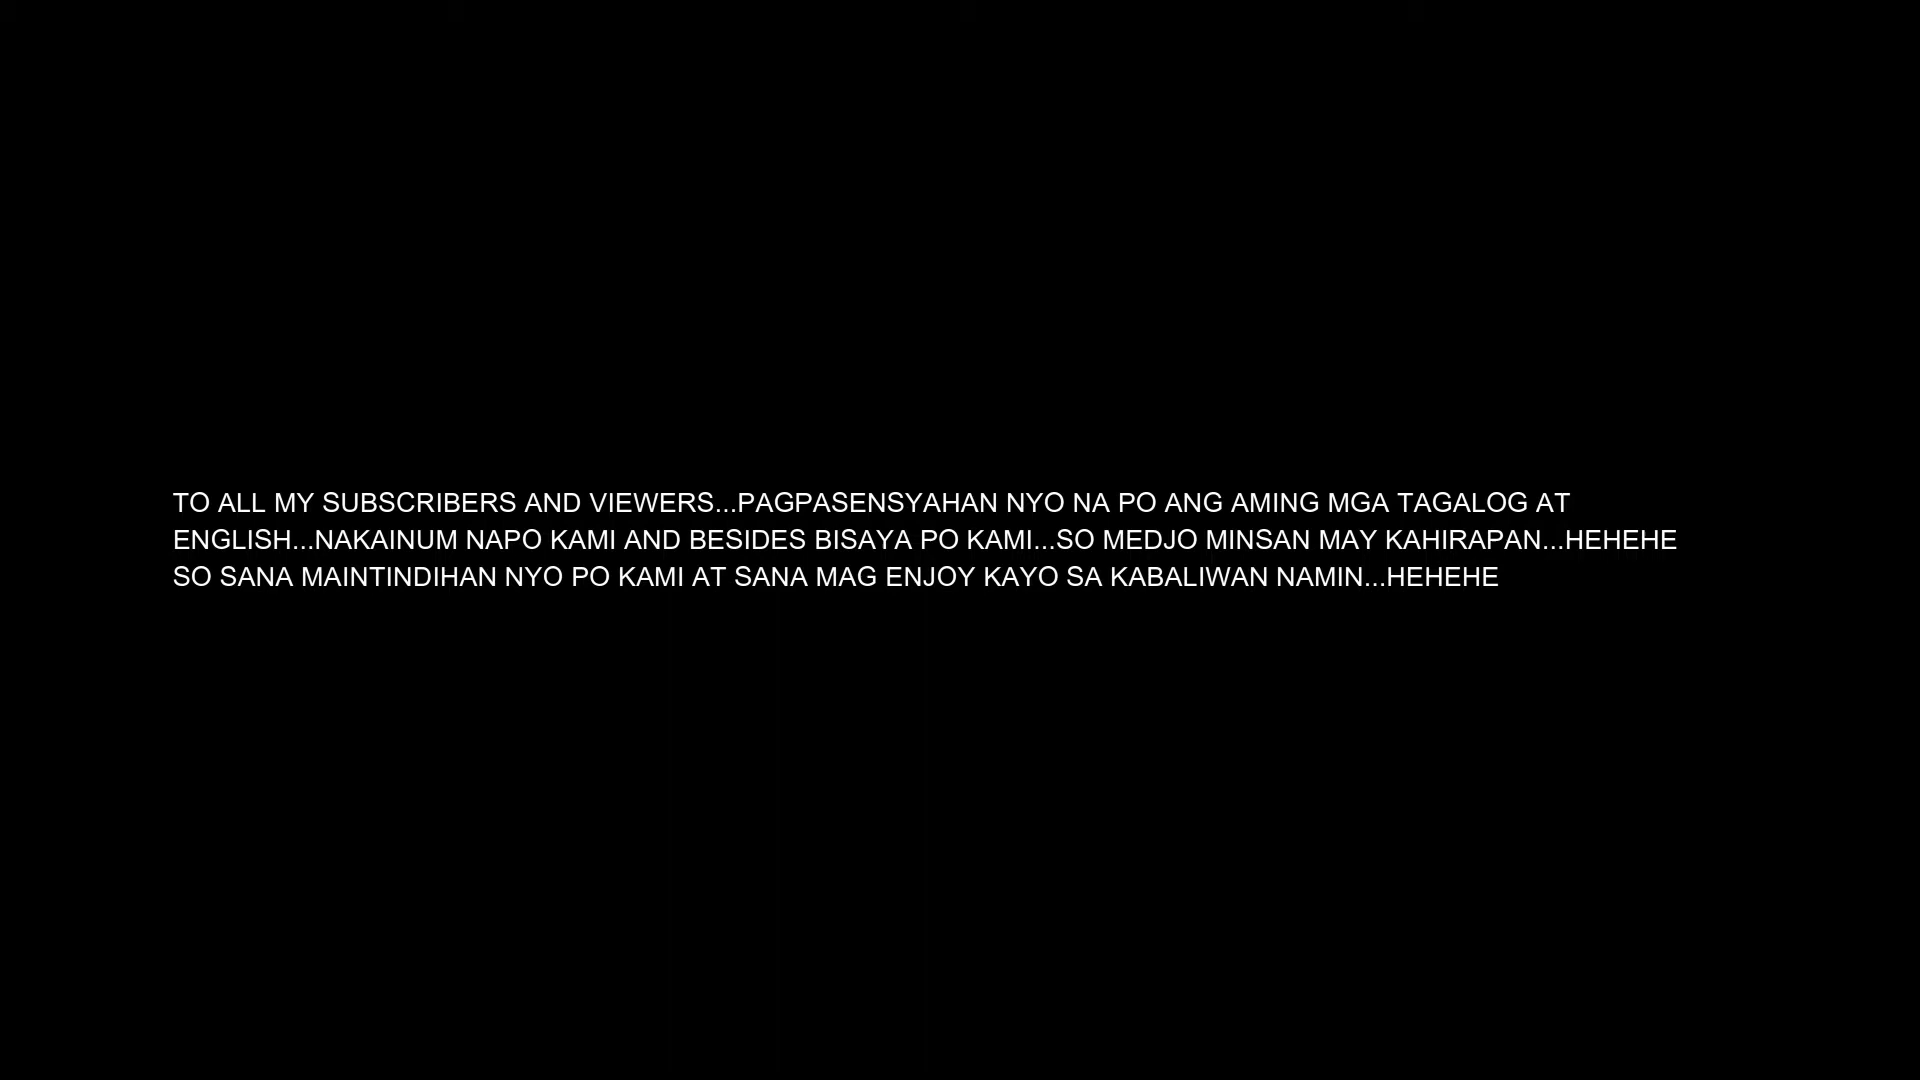 TO ALL MY SUBSCRIBERS AND VIEWERS...PAGPASENSYAHAN NYO NA PO ANG AMING MGA TAGALOG AT
ENGLISH...NAKAINUM NAPO KAMI AND BESIDES BISAYA PO KAMI...SO MEDJO MINSAN MAY KAHIRAPAN...HEHEHE
SO SANA MAINTINDIHAN NYO PO KAMI AT SANA MAG ENJOY KAYO SA KABALIWAN NAMIN...HEHEHE